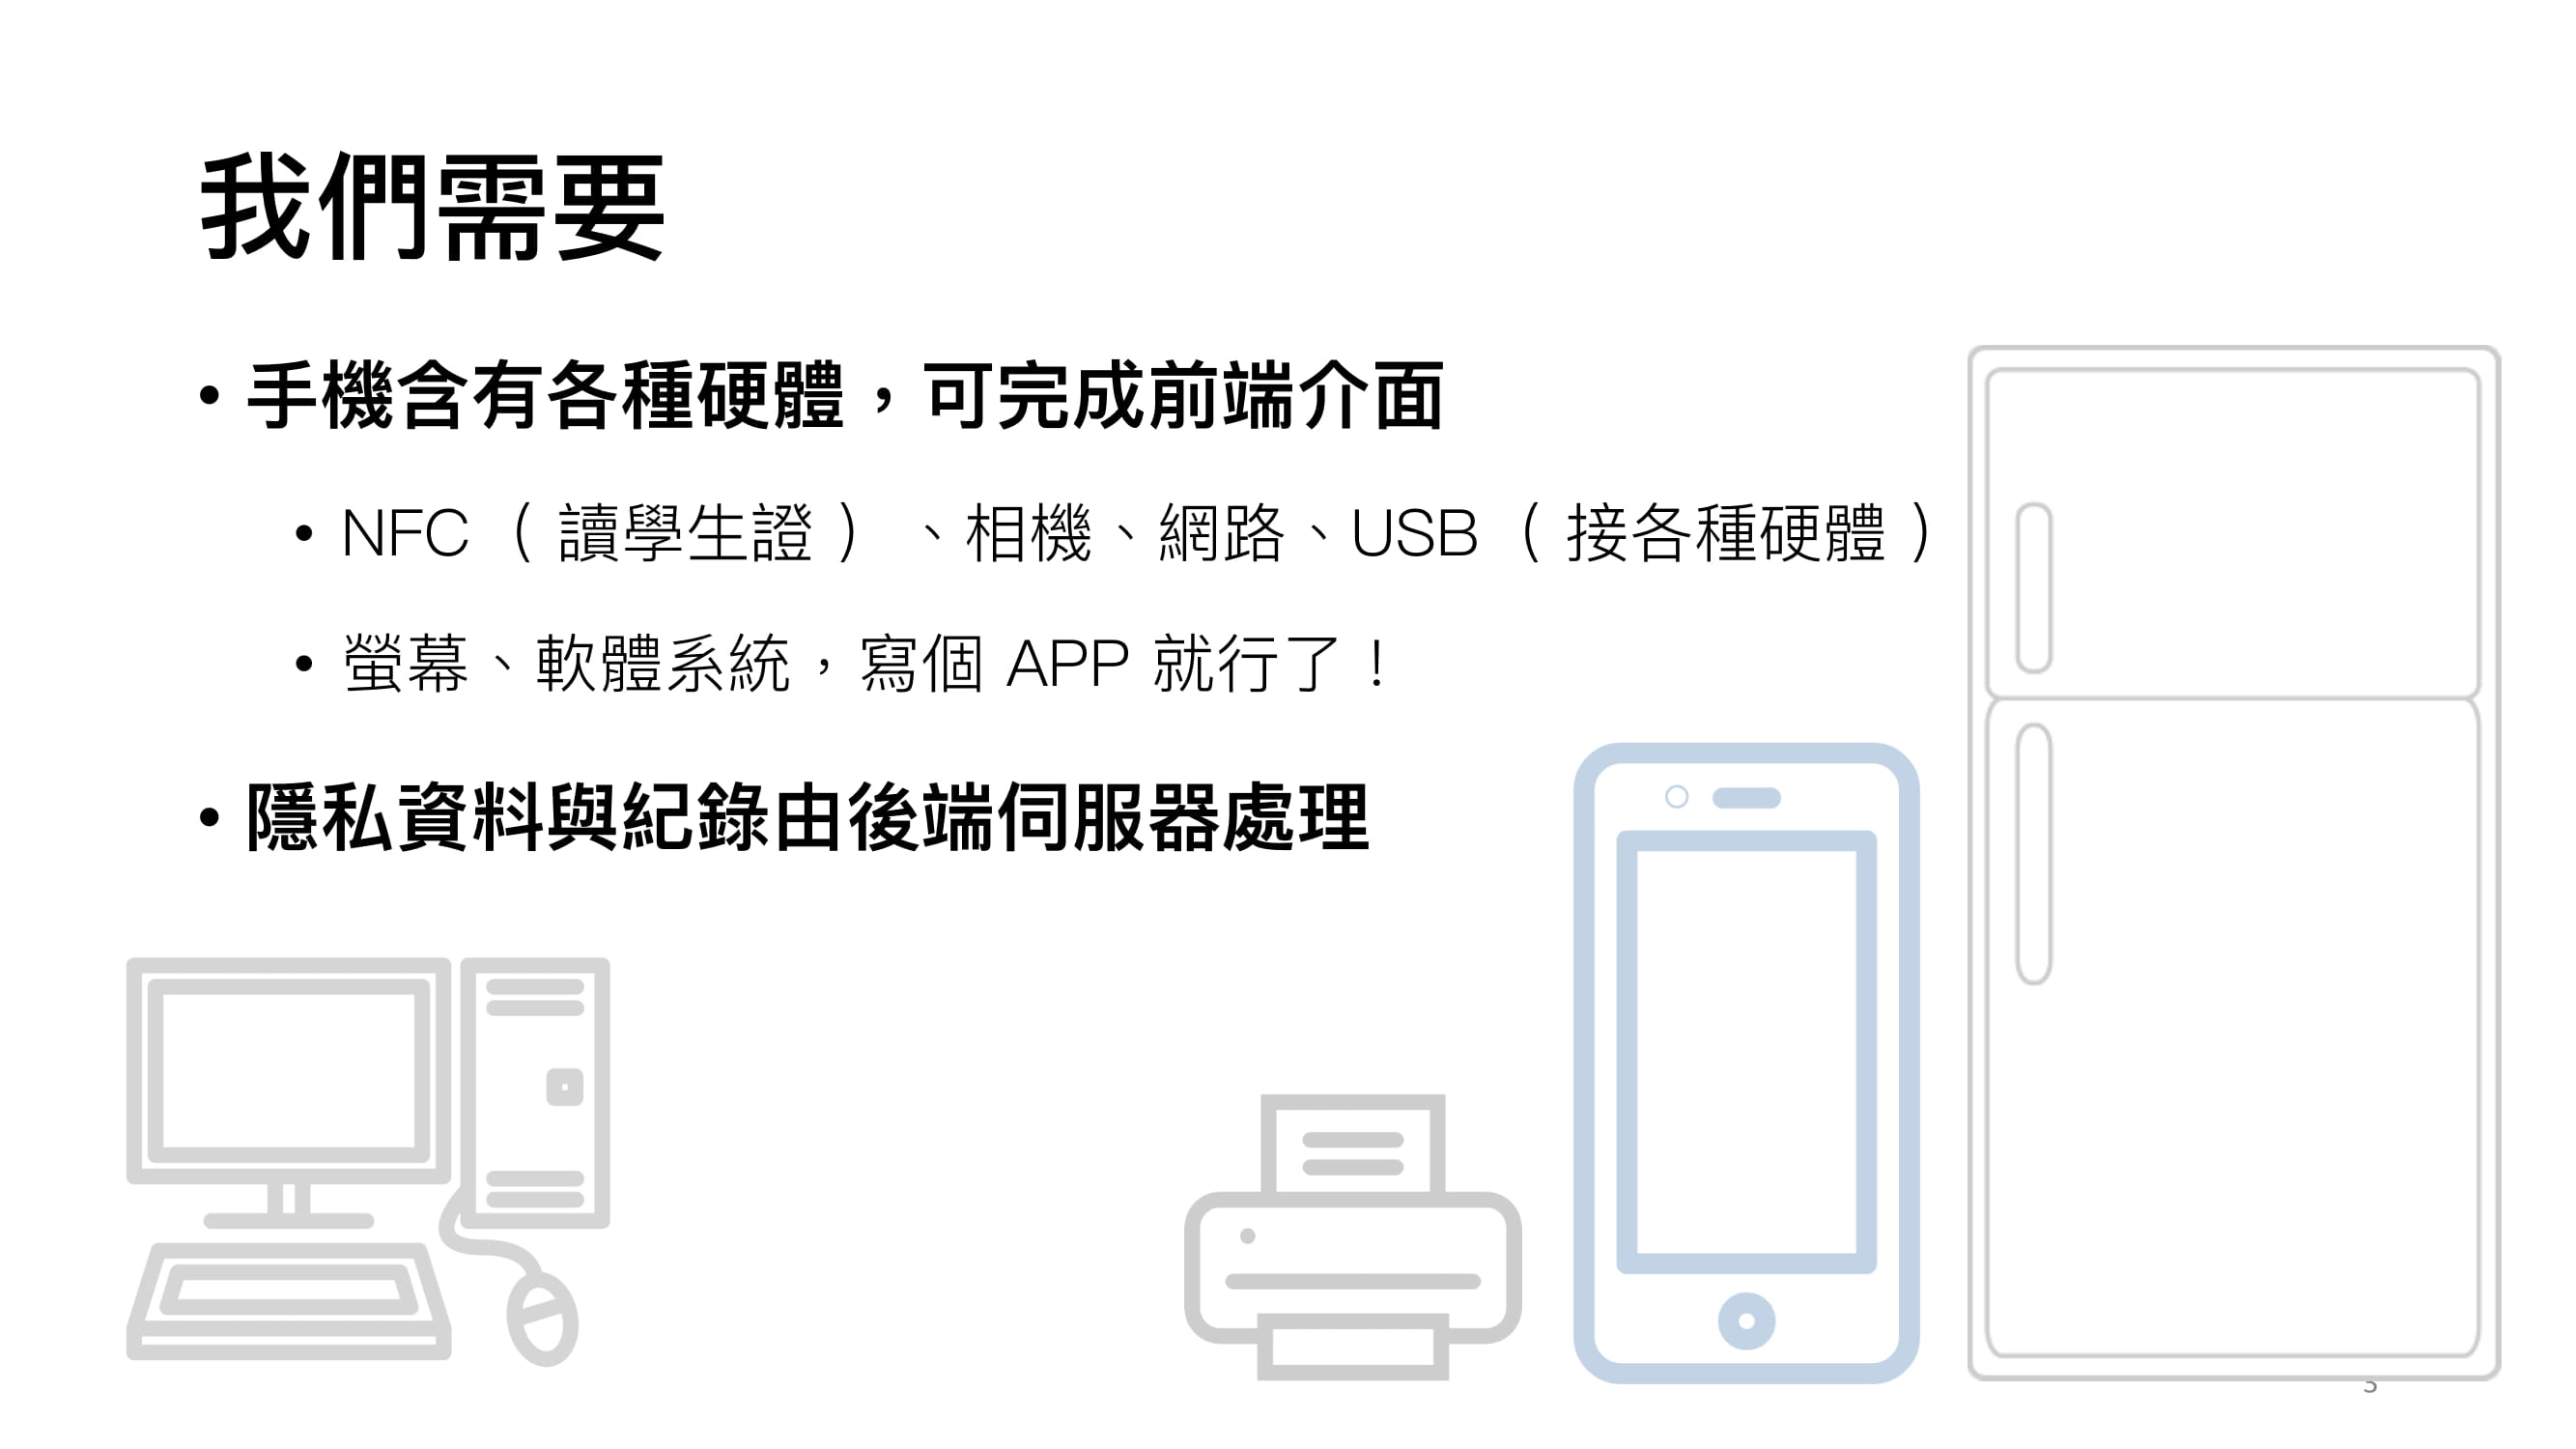 我們需要
• 手機含有各種硬體，可完成前端介面
• NFC（讀學生證）、相機、網路、USB（接各種硬體）
• 螢幕、軟體系統，寫個 APP 就行了！
• 隱私資料與紀錄由後端伺服器處理
3